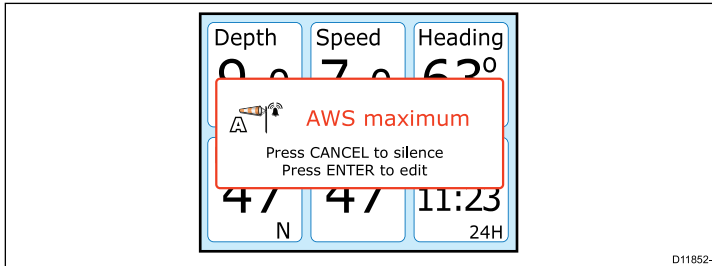 Depth Speed Heading
63°
A AWS maximum
Press CANCEL to silence
Press ENTER to edit
47 47 11:23
N 24H
D11852-